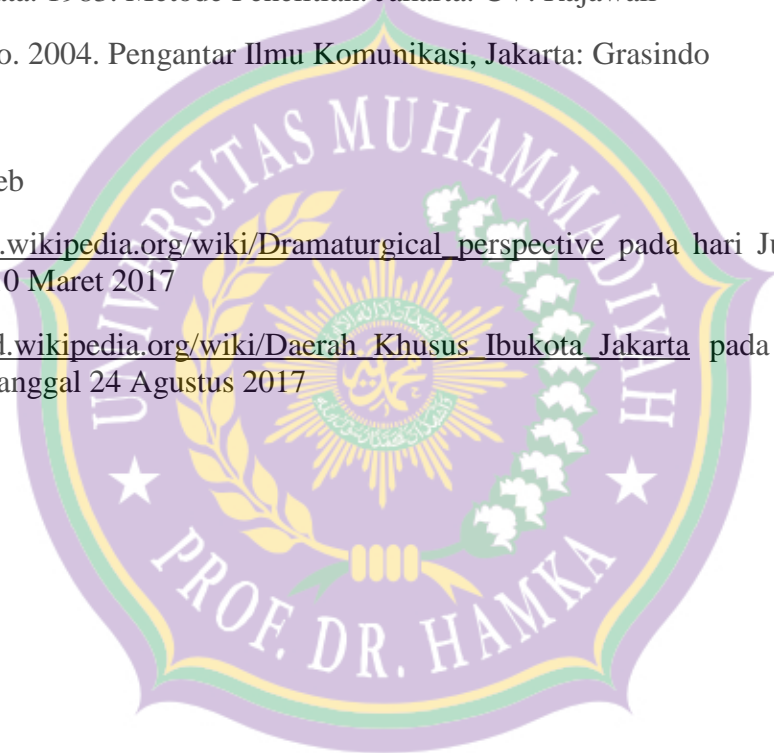 Metode Penelitian. Jakarta: CV. Rajawali
o. 2004. Pengantar Ilmu Komunikasi, Jakarta: Grasindo
eb
.wikipedia.org/wiki/Dramaturgical_perspective pada hari Ju
0 Maret 2017
d.wikipedia.org/wiki/Daerah_Khusus_Ibukota_Jakarta pada
anggal 24 Agustus 2017
UNIVERSITAS MUHAMMADIYAH
PROF. DR. HAMKA